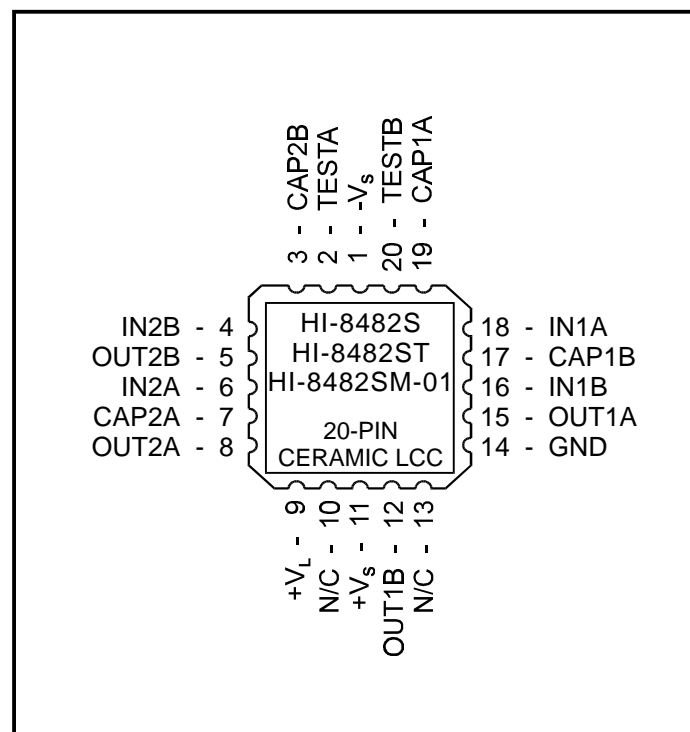 3 - CAP2B
2 - TESTA
1 - -VS
20 - TESTB
19 - CAP1A
IN2B - 4
OUT2B - 5
IN2A - 6
CAP2A - 7
OUT2A - 8
HI-8482S
HI-8482ST
HI-8482SM-01
20-PIN
CERAMIC LCC
18 - IN1A
17 - CAP1B
16 - IN1B
15 - OUT1A
14 - GND
+VL - 9
N/C - 10
+VS - 11
OUT1B - 12
N/C - 13